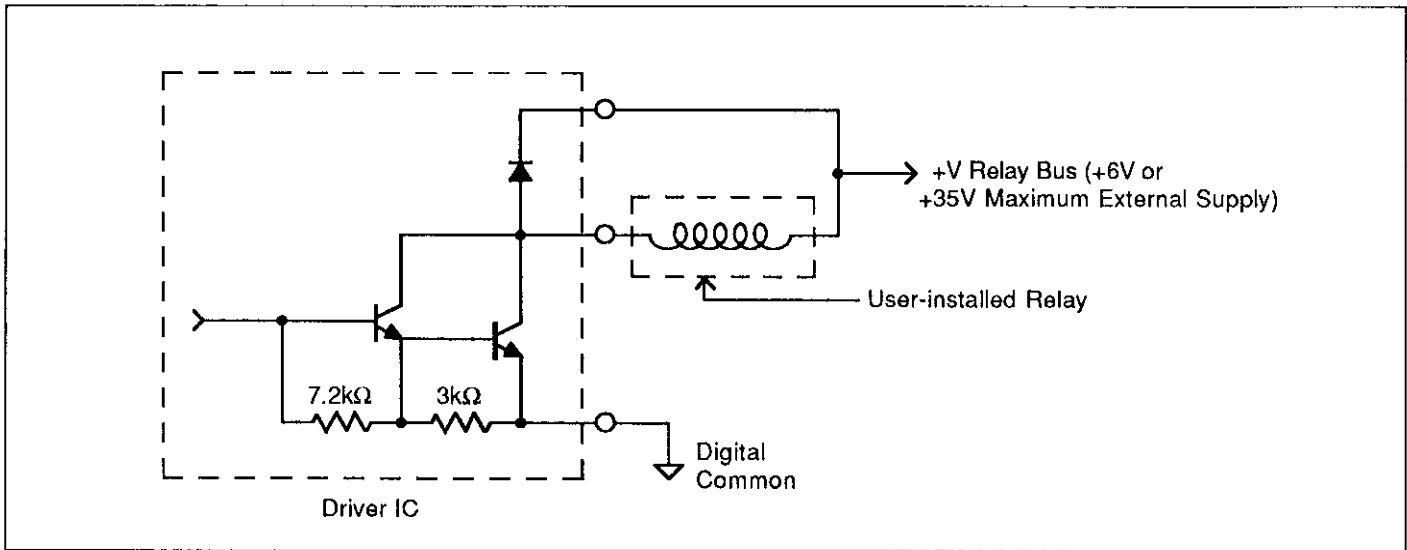 +V Relay Bus (+6V or
+35V Maximum External Supply)
User-installed Relay
7.2kΩ
3kΩ
Digital
Common
Driver IC